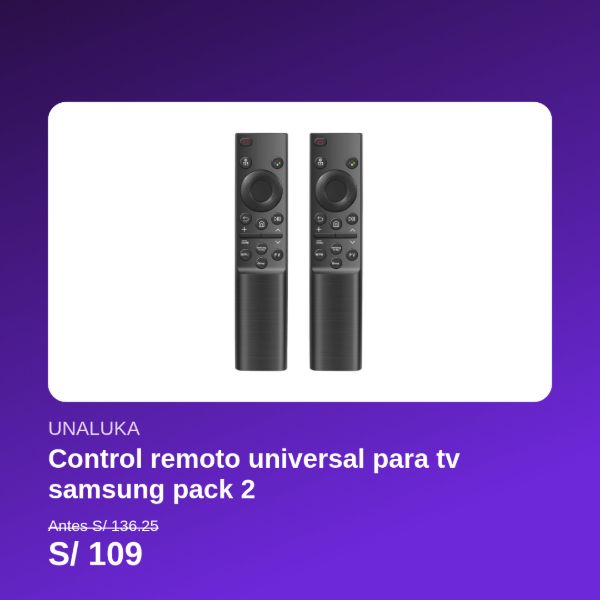 UNALUKA
Control remoto universal para tv
samsung pack 2
Antes S/ 136.25
S/ 109